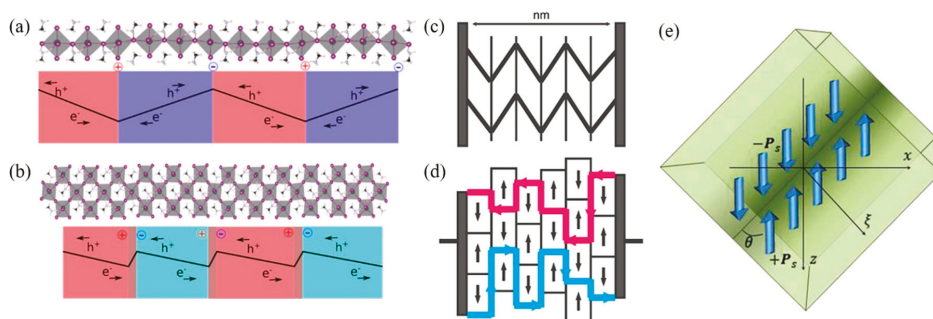 (a)
⊕ ⊖ ⊕ ⊖
h⁺ h⁺ h⁺ h⁺
e⁻ e⁻ e⁻ e⁻
(b)
⊕ ⊖ ⊕ ⊖ ⊕ ⊖
h⁺ h⁺ h⁺ h⁺
e⁻ e⁻ e⁻ e⁻
(c)
nm
(d)
(e)
−Pₛ
x
ξ
θ
+Pₛ
z